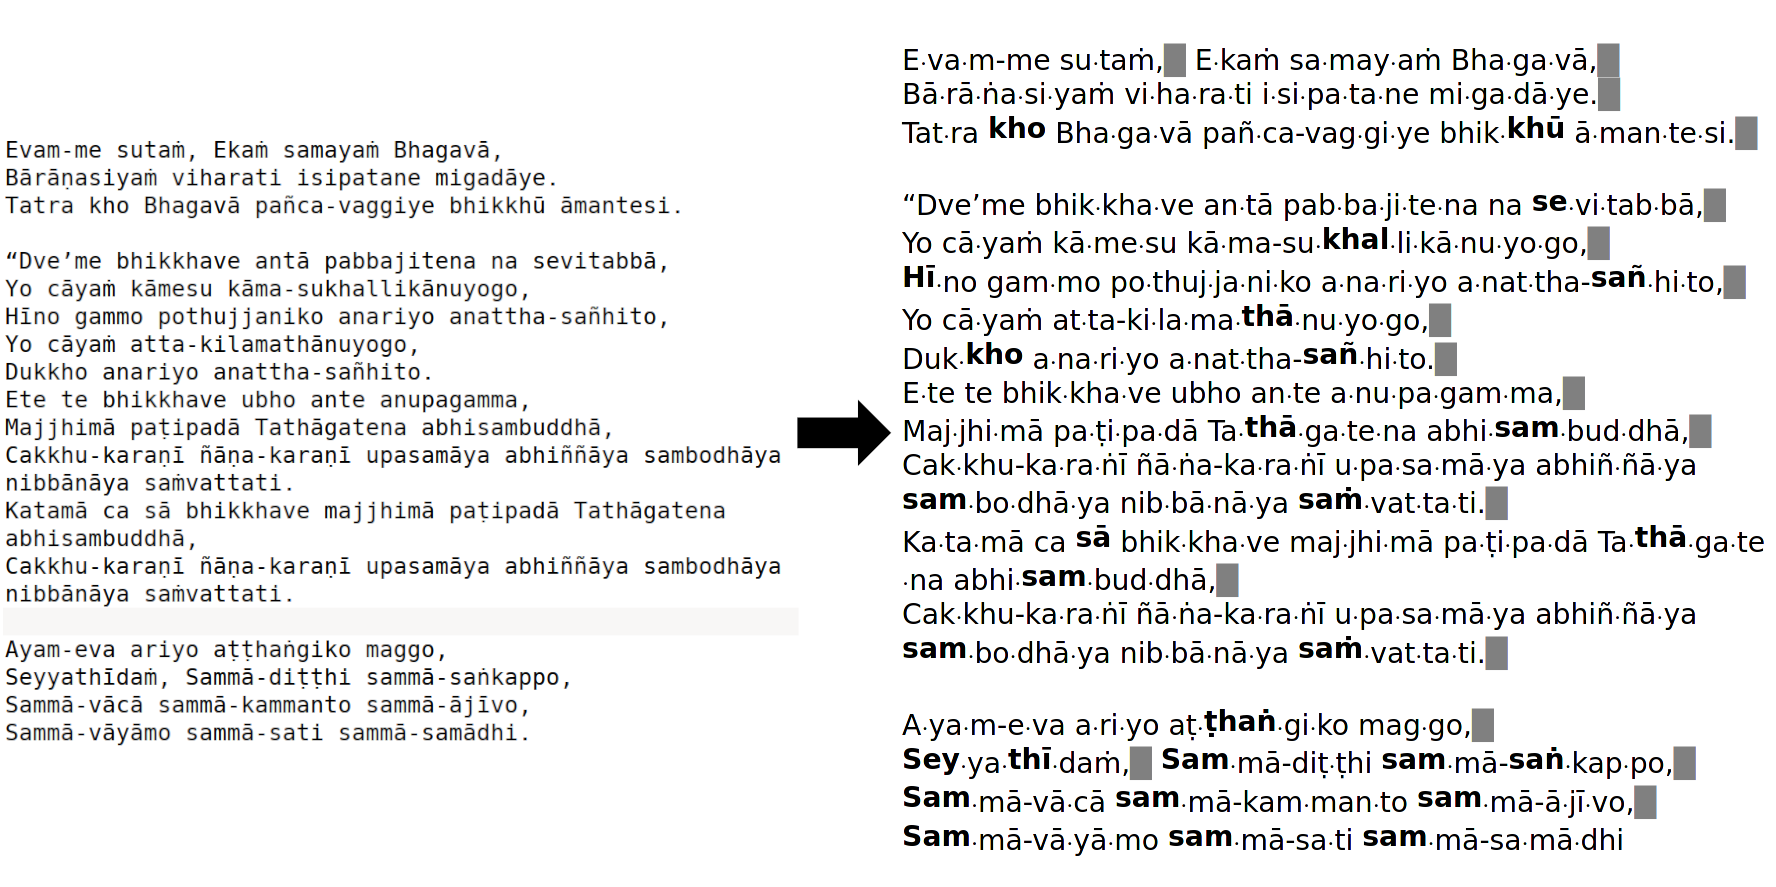 Evam-me sutaṁ, Ekaṁ samayaṁ Bhagavā,
Bārāṇasiyaṁ viharati isipatane migadāye.
Tatra kho Bhagavā pañca-vaggiye bhikkhū āmantesi.
“Dve’me bhikkhave antā pabbajitena na sevitabbā,
Yo cāyaṁ kāmesu kāma-sukhallikānuyogo,
Hīno gammo pothujjaniko anariyo anattha-sañhito,
Yo cāyaṁ atta-kilamathānuyogo,
Dukkho anariyo anattha-sañhito.
Ete te bhikkhave ubho ante anupagamma,
Majjhimā paṭipadā Tathāgatena abhisambuddhā,
Cakkhu-karaṇī ñāṇa-karaṇī upasamāya abhiññāya sambodhāya
nibbānāya saṁvattati.
Katamā ca sā bhikkhave majjhimā paṭipadā Tathāgatena
abhisambuddhā,
Cakkhu-karaṇī ñāṇa-karaṇī upasamāya abhiññāya sambodhāya
nibbānāya saṁvattati.
Ayam-eva ariyo aṭṭhaṅgiko maggo,
Seyyathīdaṁ, Sammā-diṭṭhi sammā-saṅkappo,
Sammā-vācā sammā-kammanto sammā-ājīvo,
Sammā-vāyāmo sammā-sati sammā-samādhi.
E·va·m-me su·taṁ, E·kaṁ sa·may·aṁ Bha·ga·vā,
Bā·rā·ṅa·si·yaṁ vi·ha·ra·ti i·si·pa·ta·ne mi·ga·dā·ye.
Tat·ra kho Bha·ga·vā pañ·ca-vag·gi·ye bhik·khū ā·man·te·si.
“Dve’me bhik·kha·ve an·tā pab·ba·ji·te·na na se·vi·tab·bā,
Yo cā·yaṁ kā·me·su kā·ma-su·khal·li·kā·nu·yo·go,
Hī·no gam·mo po·thuj·ja·ni·ko a·na·ri·yo a·nat·tha-sañ·hi·to,
Yo cā·yaṁ at·ta-ki·la·ma·thā·nu·yo·go,
Duk·kho a·na·ri·yo a·nat·tha-sañ·hi·to.
E·te te bhik·kha·ve ubho an·te a·nu·pa·gam·ma,
Maj·jhi·mā pa·ṭi·pa·dā Ta·thā·ga·te·na abhi·sam·bud·dhā,
Cak·khu-ka·ra·ṅī ñā·ṅa-ka·ra·ṅī u·pa·sa·mā·ya abhiñ·ñā·ya
sam·bo·dhā·ya nib·bā·nā·ya saṁ·vat·ta·ti.
Ka·ta·mā ca sā bhik·kha·ve maj·jhi·mā pa·ṭi·pa·dā Ta·thā·ga·te
·na abhi·sam·bud·dhā,
Cak·khu-ka·ra·ṅī ñā·ṅa-ka·ra·ṅī u·pa·sa·mā·ya abhiñ·ñā·ya
sam·bo·dhā·ya nib·bā·nā·ya saṁ·vat·ta·ti.
A·ya·m-e·va a·ri·yo aṭ·ṭhaṅ·gi·ko mag·go,
Sey·ya·thī·daṁ, Sam·mā-diṭ·ṭhi sam·mā-saṅ·kap·po,
Sam·mā-vā·cā sam·mā-kam·man·to sam·mā-ā·jī·vo,
Sam·mā-vā·yā·mo sam·mā-sa·ti sam·mā-sa·mā·dhi